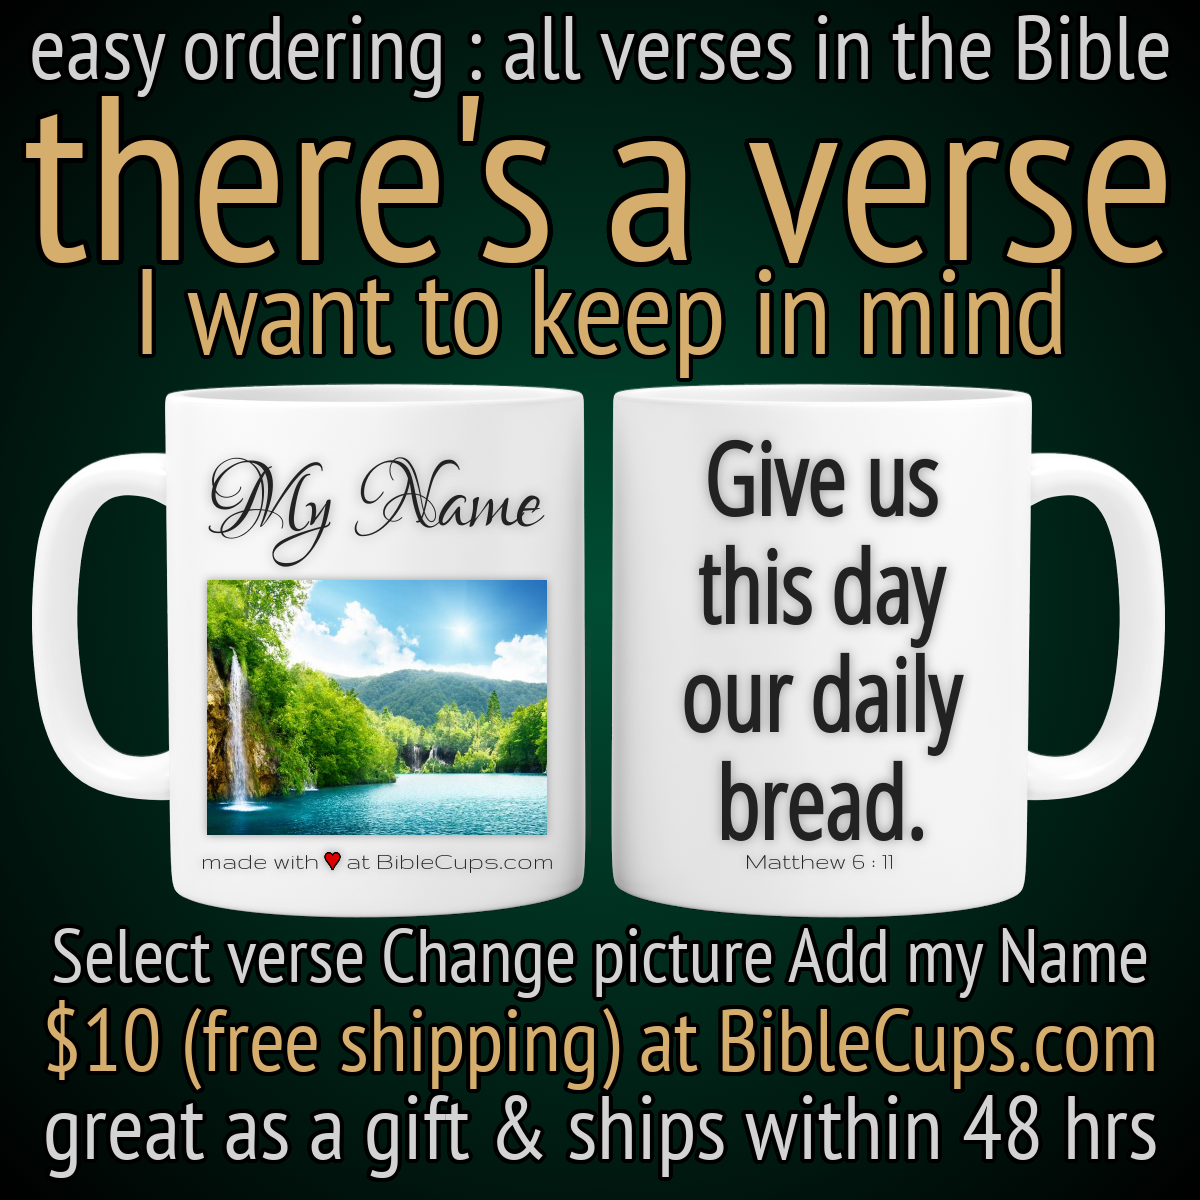 easy ordering : all verses in the Bible
there's a verse
I want to keep in mind
My Name
made with ♥ at BibleCups.com
Give us
this day
our daily
bread.
Matthew 6 : 11
Select verse Change picture Add my Name
$10 (free shipping) at BibleCups.com
great as a gift & ships within 48 hrs